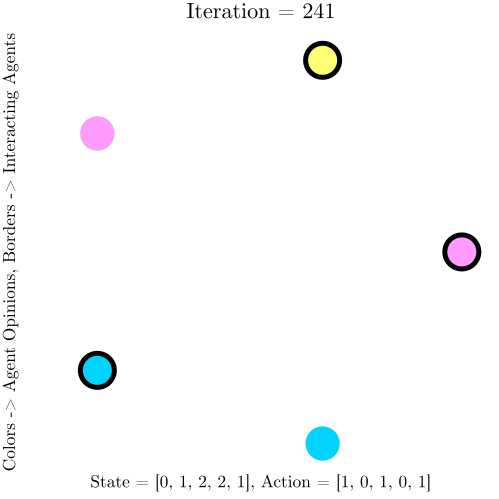 Iteration = 241
Colors -> Agent Opinions, Borders -> Interacting Agents
State = [0, 1, 2, 2, 1], Action = [1, 0, 1, 0, 1]